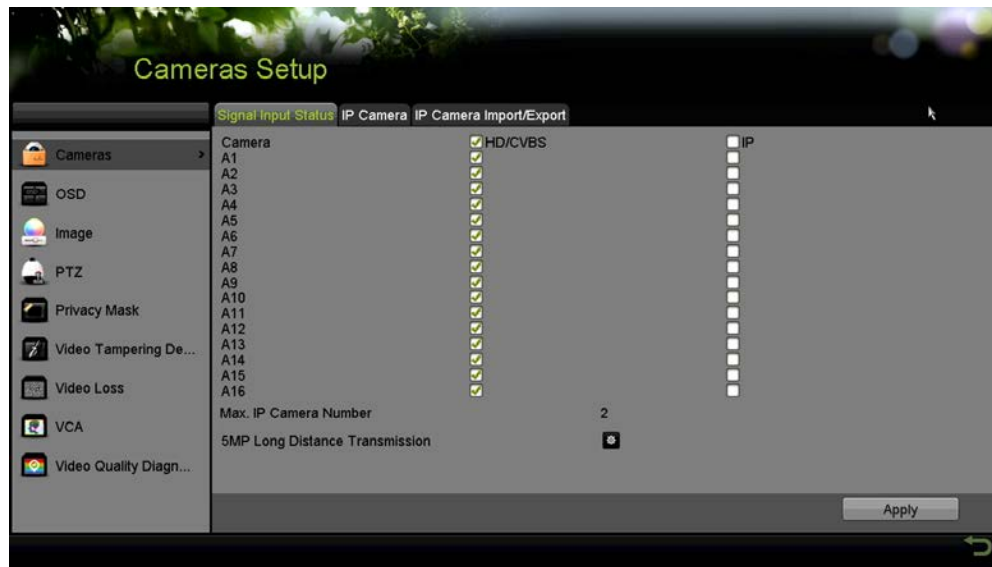 Cameras Setup
Signal Input Status IP Camera IP Camera Import/Export
Cameras
OSD
Image
PTZ
Privacy Mask
Video Tampering De...
Video Loss
VCA
Video Quality Diagn...
Camera HD/CVBS IP
A1
A2
A3
A4
A5
A6
A7
A8
A9
A10
A11
A12
A13
A14
A15
A16
Max. IP Camera Number 2
5MP Long Distance Transmission
Apply